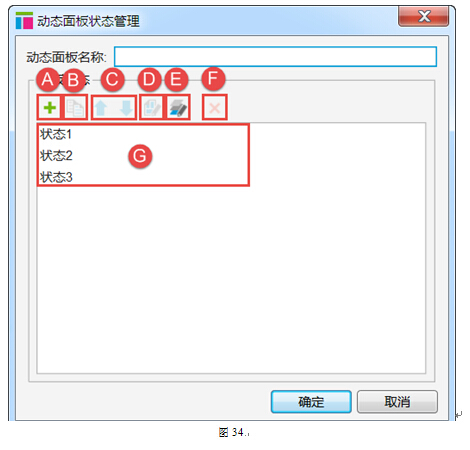 动态面板状态管理
动态面板名称:
A B C D E F
状态1
状态2
状态3
G
确定 取消
图 34.